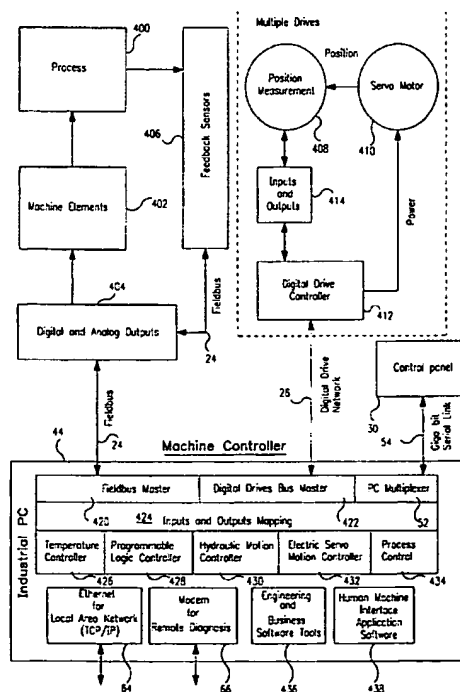 400
Process
Machine Elements
402
404
Digital and Analog Outputs
406
Feedback Sensors
Fieldbus
24
Multiple Drives
Position
Measurement
Position
Servo Motor
408
410
Inputs
and
Outputs
414
Power
Digital Drive
Controller
412
Digital Drive
Network
Control panel
30
54
Giga bit
Serial Link
Fieldbus
24
44
Machine Controller
Industrial PC
Fieldbus Master
Digital Drives Bus Master
PC Multiplexer
420
424
Inputs and Outputs Mapping
422
52
Temperature
Controller
Programmable
Logic Controller
Hydraulic Motion
Controller
Electric Servo
Motion Controller
Process
Control
426
428
430
432
434
Ethernet
for
Local Area Network
(TCP/IP)
Modem
for
Remote Diagnosis
Engineering
and
Business
Software Tools
Human Machine
Interface
Application
Software
64
66
436
438